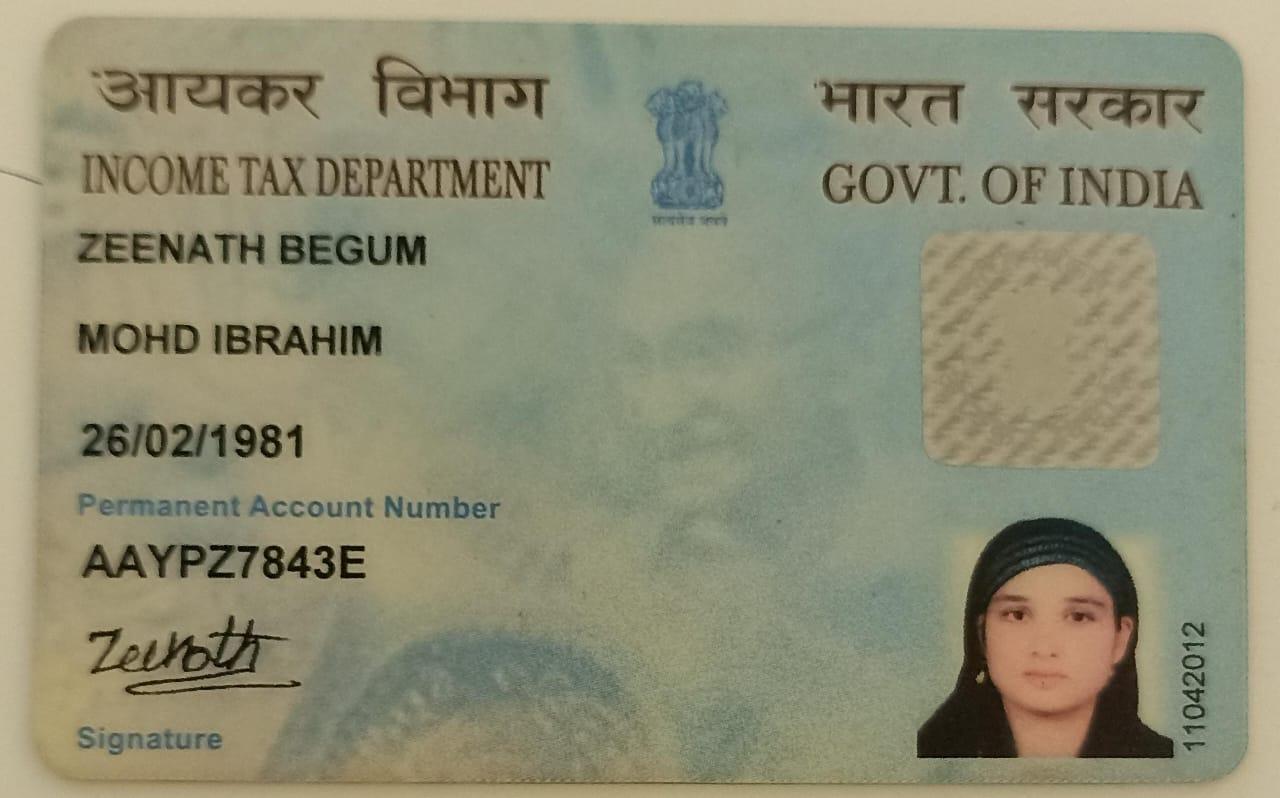 आयकर विभाग
भारत सरकार
INCOME TAX DEPARTMENT
GOVT. OF INDIA
सत्यमेव जयते
ZEENATH BEGUM
MOHD IBRAHIM
26/02/1981
Permanent Account Number
AAYPZ7843E
Zeenath
Signature
11042012